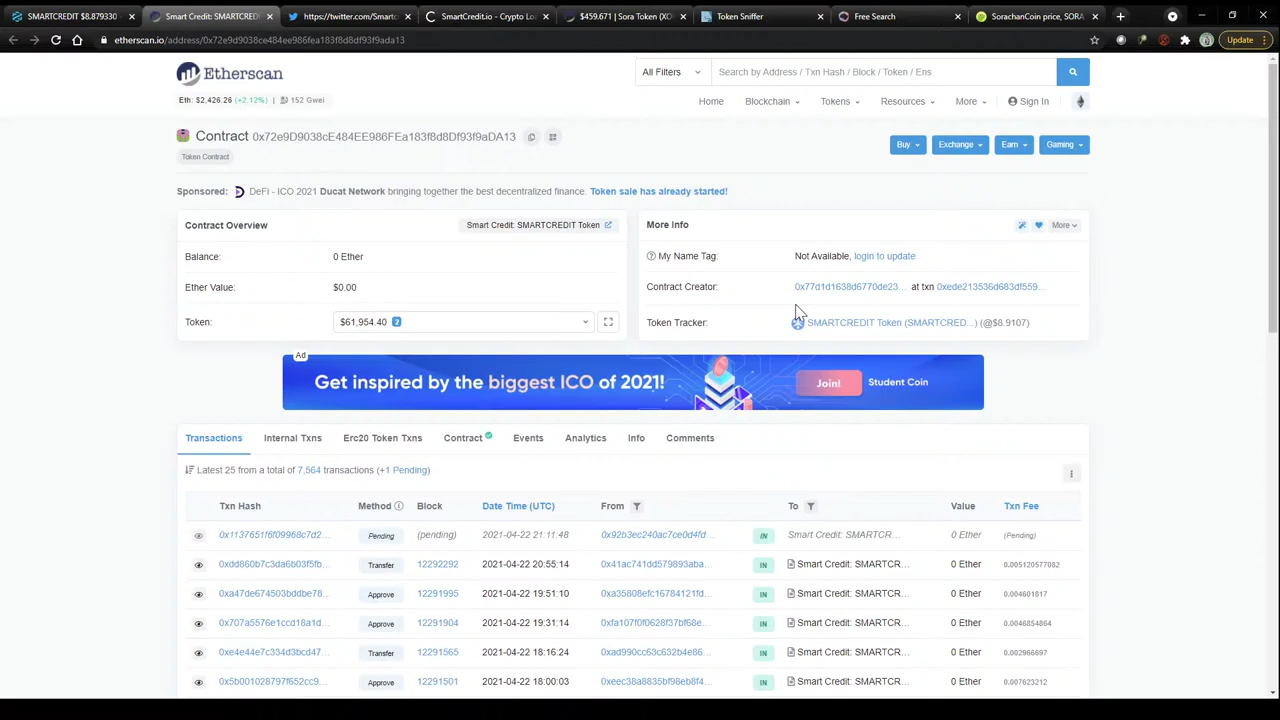 SMARTCREDIT $8.879330
Smart Credit: SMARTCREDIT
https://twitter.com/Smartc
SmartCredit.io - Crypto Loa
$459.671 | Sora Token (XO
Token Sniffer
Free Search
SorachanCoin price, SORA
etherscan.io/address/0x72e9d9038ce484ee986fea183f8d8df93f9ada13
Update
Etherscan
All Filters
Search by Address / Txn Hash / Block / Token / Ens
Eth: $2,426.26 (+2.12%) | 152 Gwei
Home
Blockchain
Tokens
Resources
More
Sign In
Contract 0x72e9D9038cE484EE986FEa183f8d8Df93f9aDA13
Buy
Exchange
Earn
Gaming
Token Contract
Sponsored: DeFi - ICO 2021 Ducat Network bringing together the best decentralized finance. Token sale has already started!
Contract Overview
Smart Credit: SMARTCREDIT Token
Balance: 0 Ether
Ether Value: $0.00
Token: $61,954.40 2
More Info
More
My Name Tag: Not Available, login to update
Contract Creator: 0x77d1d1638d6770de23... at txn 0xede213536d683df559...
Token Tracker: SMARTCREDIT Token (SMARTCRED...) (@$8.9107)
Ad
Get inspired by the biggest ICO of 2021!
Join!
Student Coin
Transactions
Internal Txns
Erc20 Token Txns
Contract
Events
Analytics
Info
Comments
Latest 25 from a total of 7,564 transactions (+1 Pending)
Txn Hash Method Block Date Time (UTC) From To Value Txn Fee
0x1137651f6f09968c7d2... Pending (pending) 2021-04-22 21:11:48 0x92b3ec240ac7ce0d4fd... IN Smart Credit: SMARTCR... 0 Ether (Pending)
0xdd860b7c3da6b03f5fb... Transfer 12292292 2021-04-22 20:55:14 0x41ac741dd579893aba... IN Smart Credit: SMARTCR... 0 Ether 0.005120577082
0xa47de674503bddbe78... Approve 12291995 2021-04-22 19:51:10 0xa35808efc16784121fd... IN Smart Credit: SMARTCR... 0 Ether 0.004601817
0x707a5576e1ccd18a1d... Approve 12291904 2021-04-22 19:31:14 0xfa107f0f0628f37bf68e... IN Smart Credit: SMARTCR... 0 Ether 0.0046854864
0xe4e44e7c334d3bcd47... Transfer 12291565 2021-04-22 18:16:24 0xad990cc63c632b4e86... IN Smart Credit: SMARTCR... 0 Ether 0.002966697
0x5b001028797f652cc9... Approve 12291501 2021-04-22 18:00:03 0xeec38a8835bf98eb8f4... IN Smart Credit: SMARTCR... 0 Ether 0.007623212